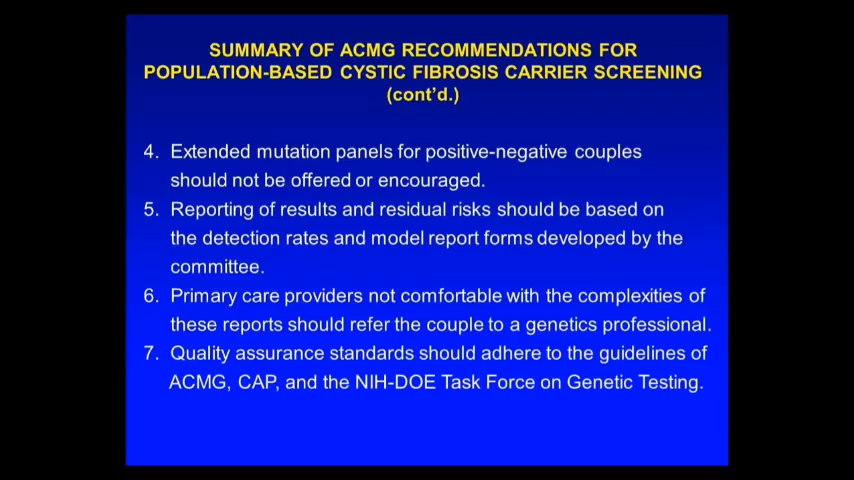 SUMMARY OF ACMG RECOMMENDATIONS FOR
POPULATION-BASED CYSTIC FIBROSIS CARRIER SCREENING
(cont'd.)
4. Extended mutation panels for positive-negative couples
should not be offered or encouraged.
5. Reporting of results and residual risks should be based on
the detection rates and model report forms developed by the
committee.
6. Primary care providers not comfortable with the complexities of
these reports should refer the couple to a genetics professional.
7. Quality assurance standards should adhere to the guidelines of
ACMG, CAP, and the NIH-DOE Task Force on Genetic Testing.